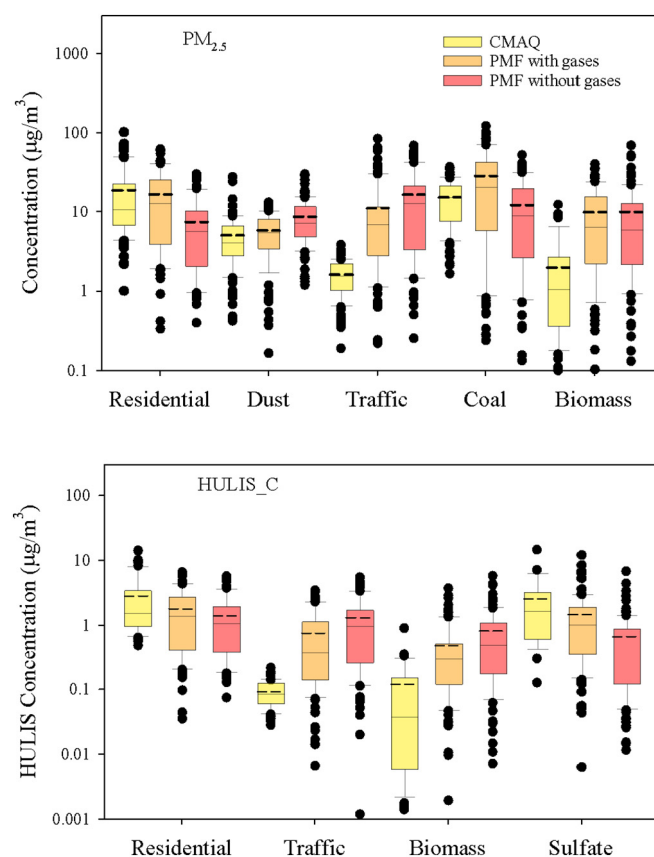 PM2.5
CMAQ
PMF with gases
PMF without gases
Concentration (μg/m³)
1000
100
10
1
0.1
Residential Dust Traffic Coal Biomass
HULIS_C
HULIS Concentration (μg/m³)
100
10
1
0.1
0.01
0.001
Residential Traffic Biomass Sulfate